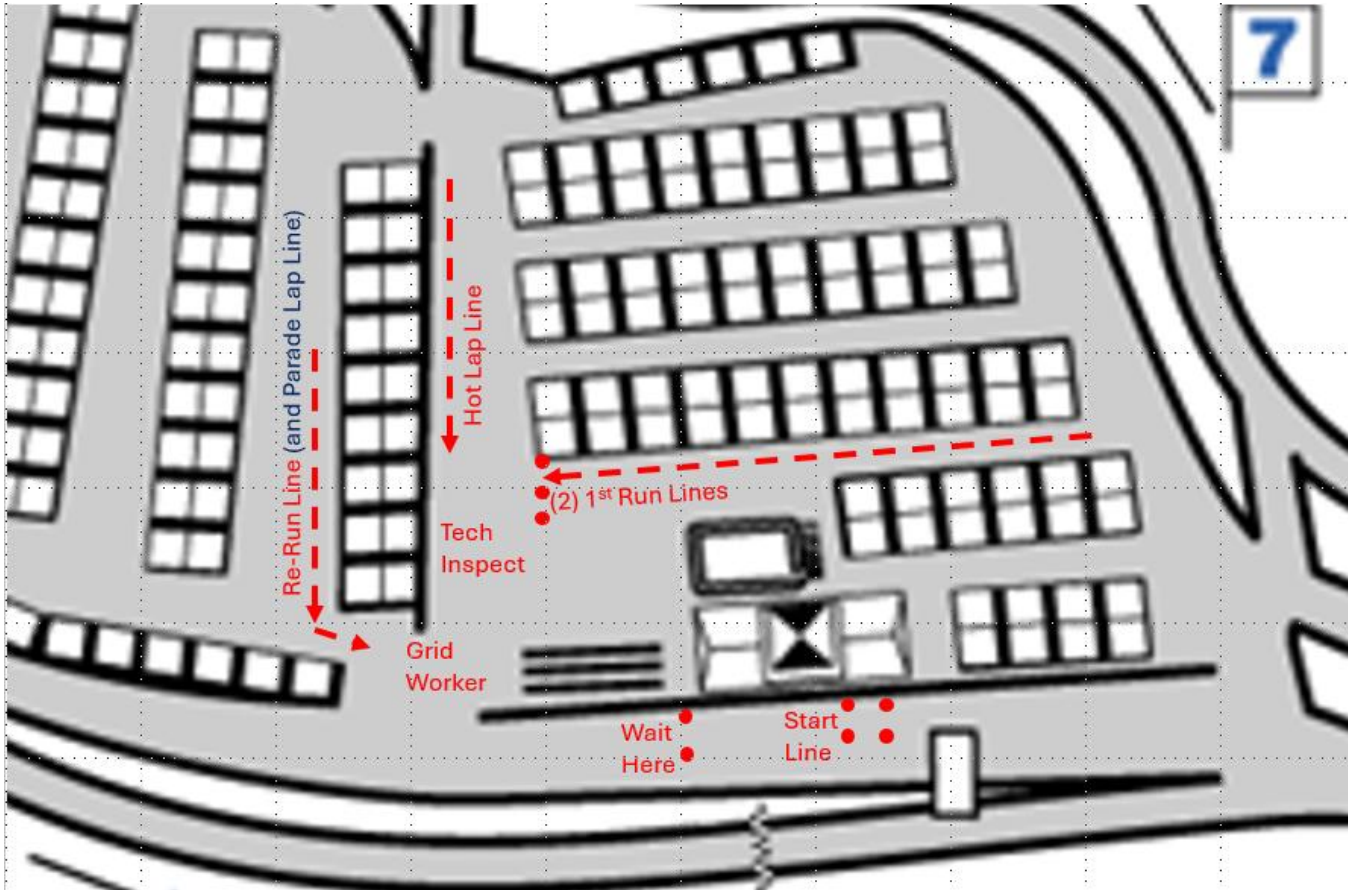 7
Re-Run Line (and Parade Lap Line)
Hot Lap Line
(2) 1st Run Lines
Tech
Inspect
Grid
Worker
Wait
Here
Start
Line